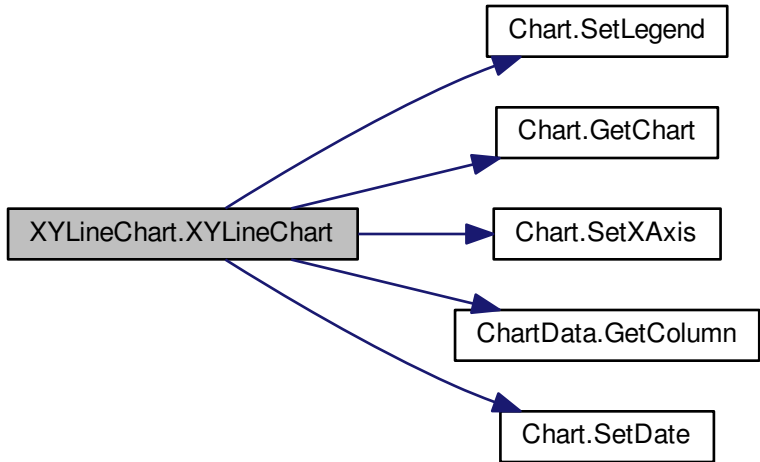 Chart.SetLegend
Chart.GetChart
XYLineChart.XYLineChart
Chart.SetXAxis
ChartData.GetColumn
Chart.SetDate